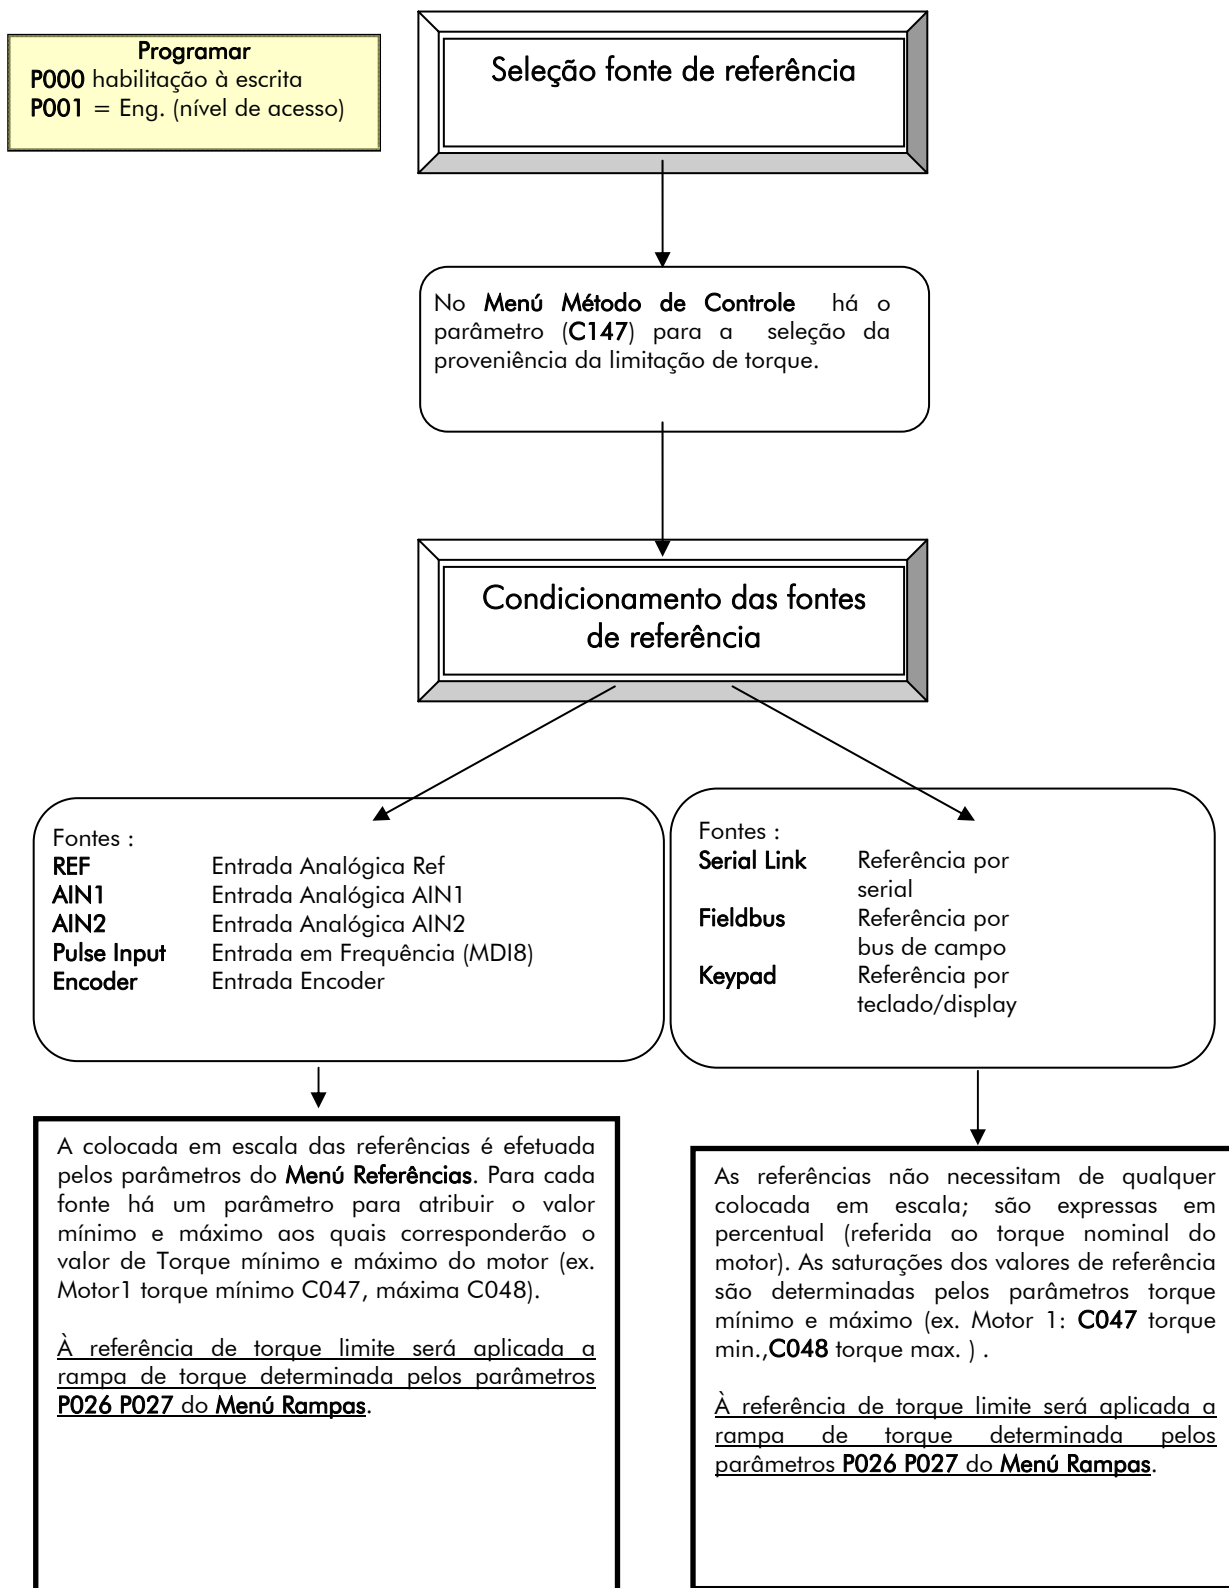 Programar
P000 habilitação à escrita
P001 = Eng. (nível de acesso)
Seleção fonte de referência
No Menú Método de Controle há o
parâmetro (C147) para a seleção da
proveniência da limitação de torque.
Condicionamento das fontes
de referência
Fontes :
REF Entrada Analógica Ref
AIN1 Entrada Analógica AIN1
AIN2 Entrada Analógica AIN2
Pulse Input Entrada em Frequência (MDI8)
Encoder Entrada Encoder
Fontes :
Serial Link Referência por
serial
Fieldbus Referência por
bus de campo
Keypad Referência por
teclado/display
A colocada em escala das referências é efetuada
pelos parâmetros do Menú Referências. Para cada
fonte há um parâmetro para atribuir o valor
mínimo e máximo aos quais corresponderão o
valor de Torque mínimo e máximo do motor (ex.
Motor1 torque mínimo C047, máxima C048).
À referência de torque limite será aplicada a
rampa de torque determinada pelos parâmetros
P026 P027 do Menú Rampas.
As referências não necessitam de qualquer
colocada em escala; são expressas em
percentual (referida ao torque nominal do
motor). As saturações dos valores de referência
são determinadas pelos parâmetros torque
mínimo e máximo (ex. Motor 1: C047 torque
min.,C048 torque max. ) .
À referência de torque limite será aplicada a
rampa de torque determinada pelos
parâmetros P026 P027 do Menú Rampas.